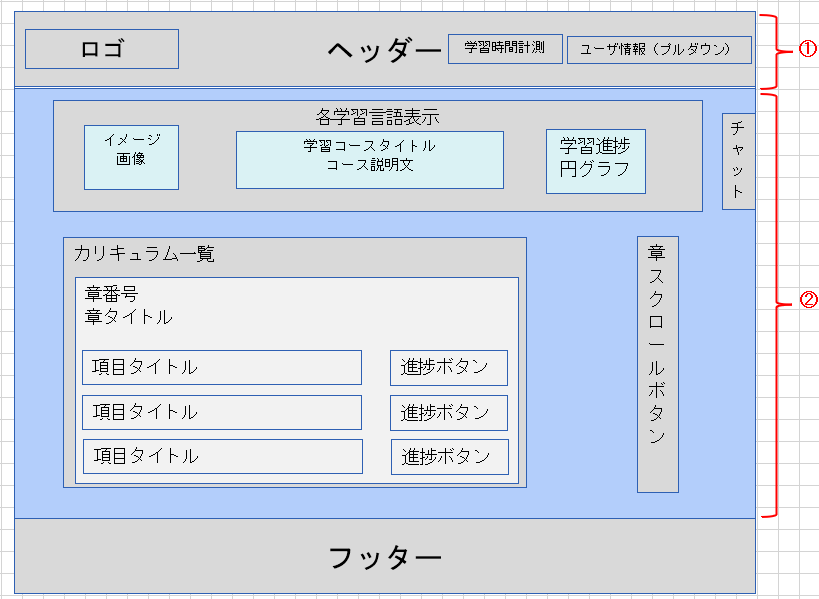 ロゴ
ヘッダー
学習時間計測
ユーザ情報（プルダウン）
①
各学習言語表示
イメージ
画像
学習コースタイトル
コース説明文
学習進捗
円グラフ
チャット
②
カリキュラム一覧
章番号
章タイトル
項目タイトル
進捗ボタン
項目タイトル
進捗ボタン
項目タイトル
進捗ボタン
章スクロールボタン
フッター